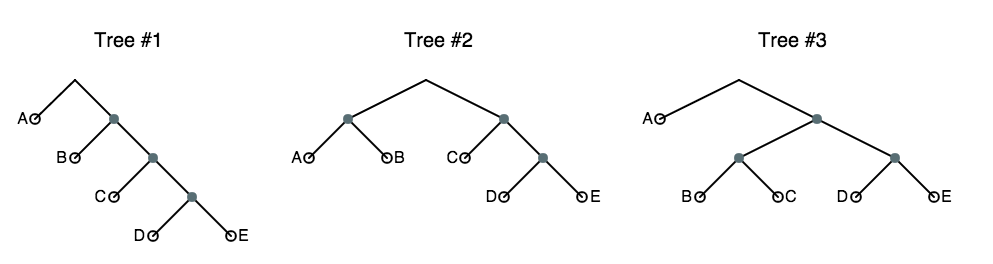 Tree #1 Tree #2 Tree #3
A A
B A B C
C D E B C D E
D E